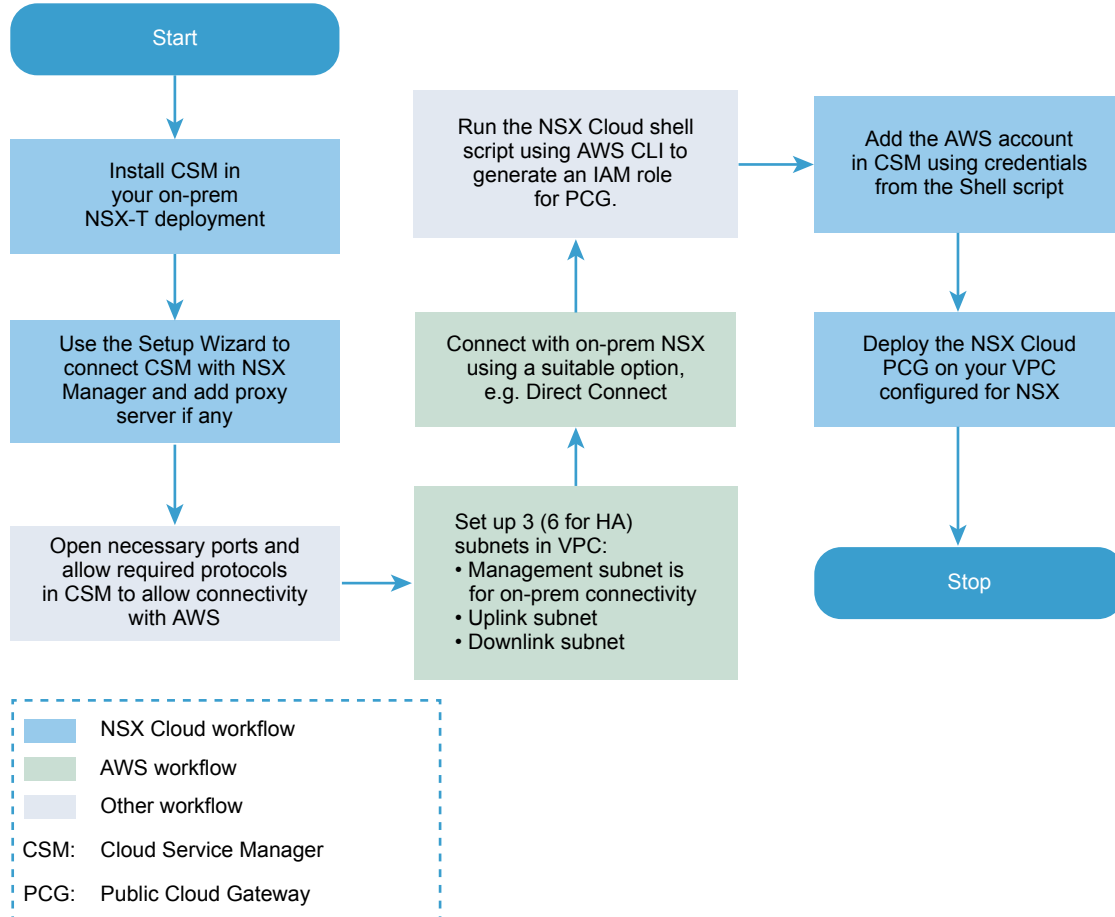 Start
Install CSM in
your on-prem
NSX-T deployment
Use the Setup Wizard to
connect CSM with NSX
Manager and add proxy
server if any
Open necessary ports and
allow required protocols
in CSM to allow connectivity
with AWS
Set up 3 (6 for HA)
subnets in VPC:
• Management subnet is
for on-prem connectivity
• Uplink subnet
• Downlink subnet
Connect with on-prem NSX
using a suitable option,
e.g. Direct Connect
Run the NSX Cloud shell
script using AWS CLI to
generate an IAM role
for PCG.
Add the AWS account
in CSM using credentials
from the Shell script
Deploy the NSX Cloud
PCG on your VPC
configured for NSX
Stop
NSX Cloud workflow
AWS workflow
Other workflow
CSM: Cloud Service Manager
PCG: Public Cloud Gateway